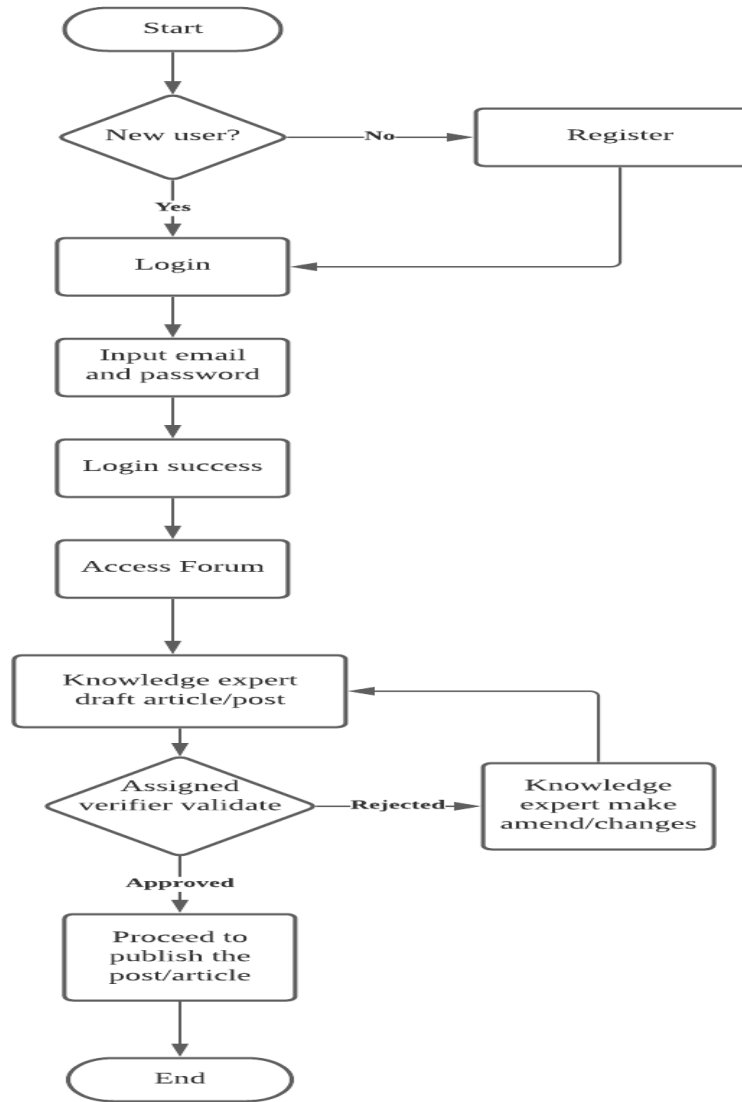 Start
New user?
No
Register
Yes
Login
Input email
and password
Login success
Access Forum
Knowledge expert
draft article/post
Assigned
verifier validate
Rejected
Knowledge
expert make
amend/changes
Approved
Proceed to
publish the
post/article
End